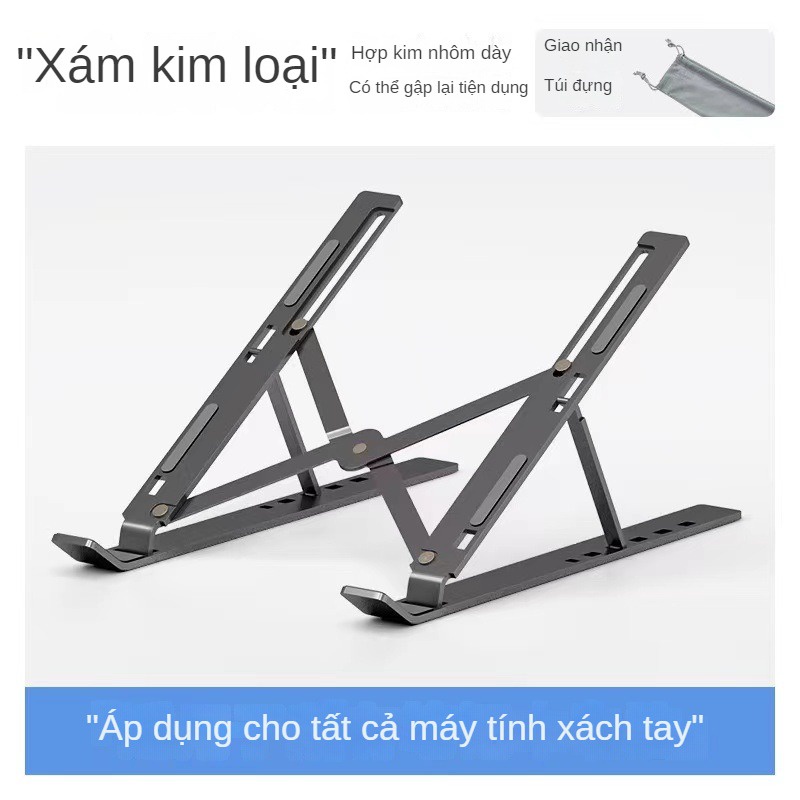 "Xám kim loại"
Hợp kim nhôm dày
Có thể gập lại tiện dụng
Giao nhận
Túi đựng
"Áp dụng cho tất cả máy tính xách tay"